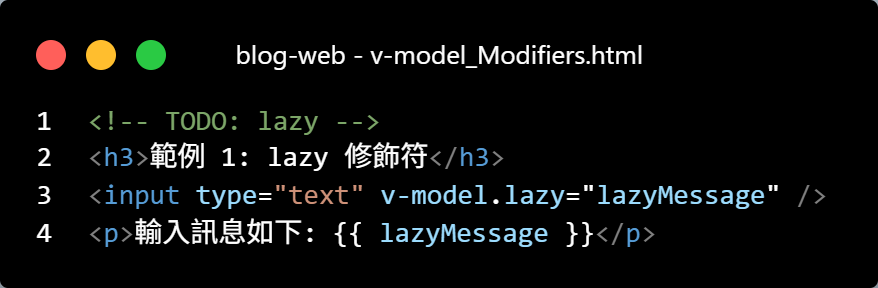 blog-web - v-model_Modifiers.html
1 <!-- TODO: lazy -->
2 <h3>範例 1: lazy 修飾符</h3>
3 <input type="text" v-model.lazy="lazyMessage" />
4 <p>輸入訊息如下: {{ lazyMessage }}</p>